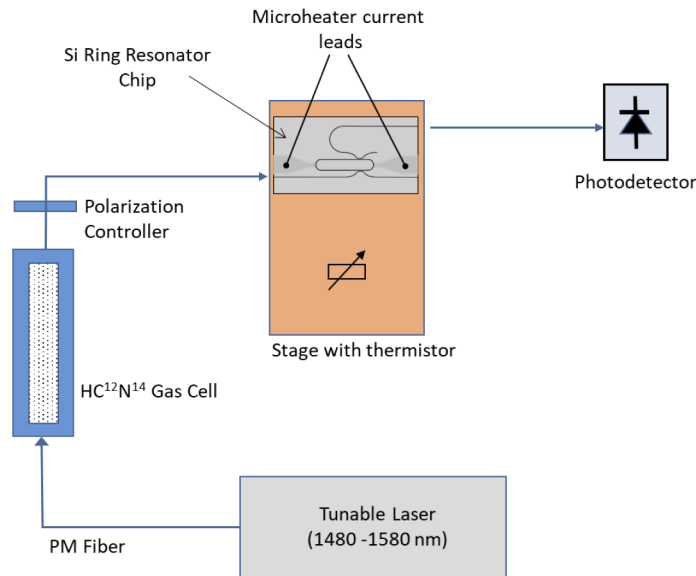 Microheater current
leads
Si Ring Resonator
Chip
Photodetector
Polarization
Controller
Stage with thermistor
HC¹²N¹⁴ Gas Cell
Tunable Laser
(1480 -1580 nm)
PM Fiber